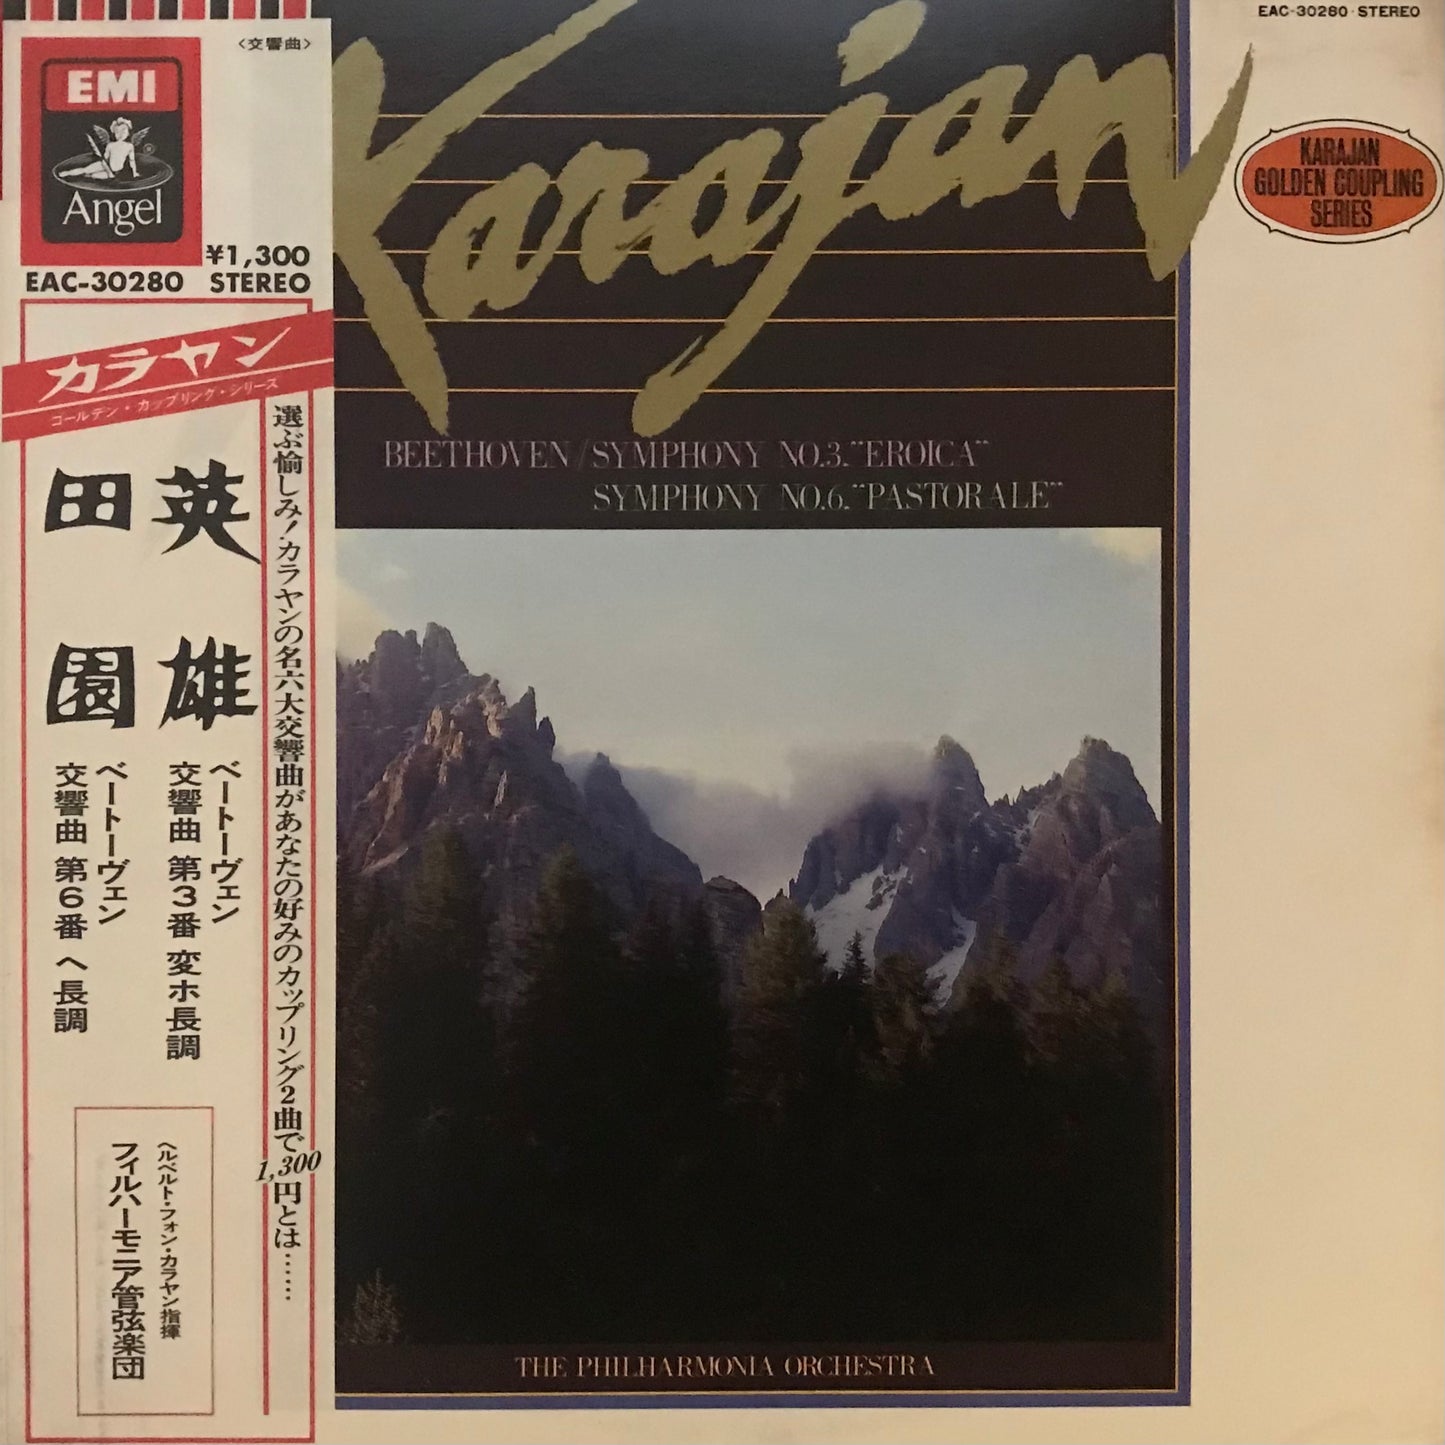 EAC-30280・STEREO
KARAJAN
GOLDEN COUPLING
SERIES
Karajan
BEETHOVEN/SYMPHONY NO.3.“EROICA”
SYMPHONY NO.6.“PASTORALE”
THE PHILHARMONIA ORCHESTRA
〈交響曲〉
EMI
Angel
¥1,300
EAC-30280 STEREO
カラヤン
ゴールデン・カップリング・シリーズ
選ぶ愉しみ!カラヤンの名六大交響曲があなたの好みのカップリング2曲で1,300円とは……
英雄
ベートーヴェン
交響曲 第3番 変ホ長調
田園
ベートーヴェン
交響曲 第6番 ヘ長調
ヘルベルト・フォン・カラヤン指揮
フィルハーモニア管弦楽団